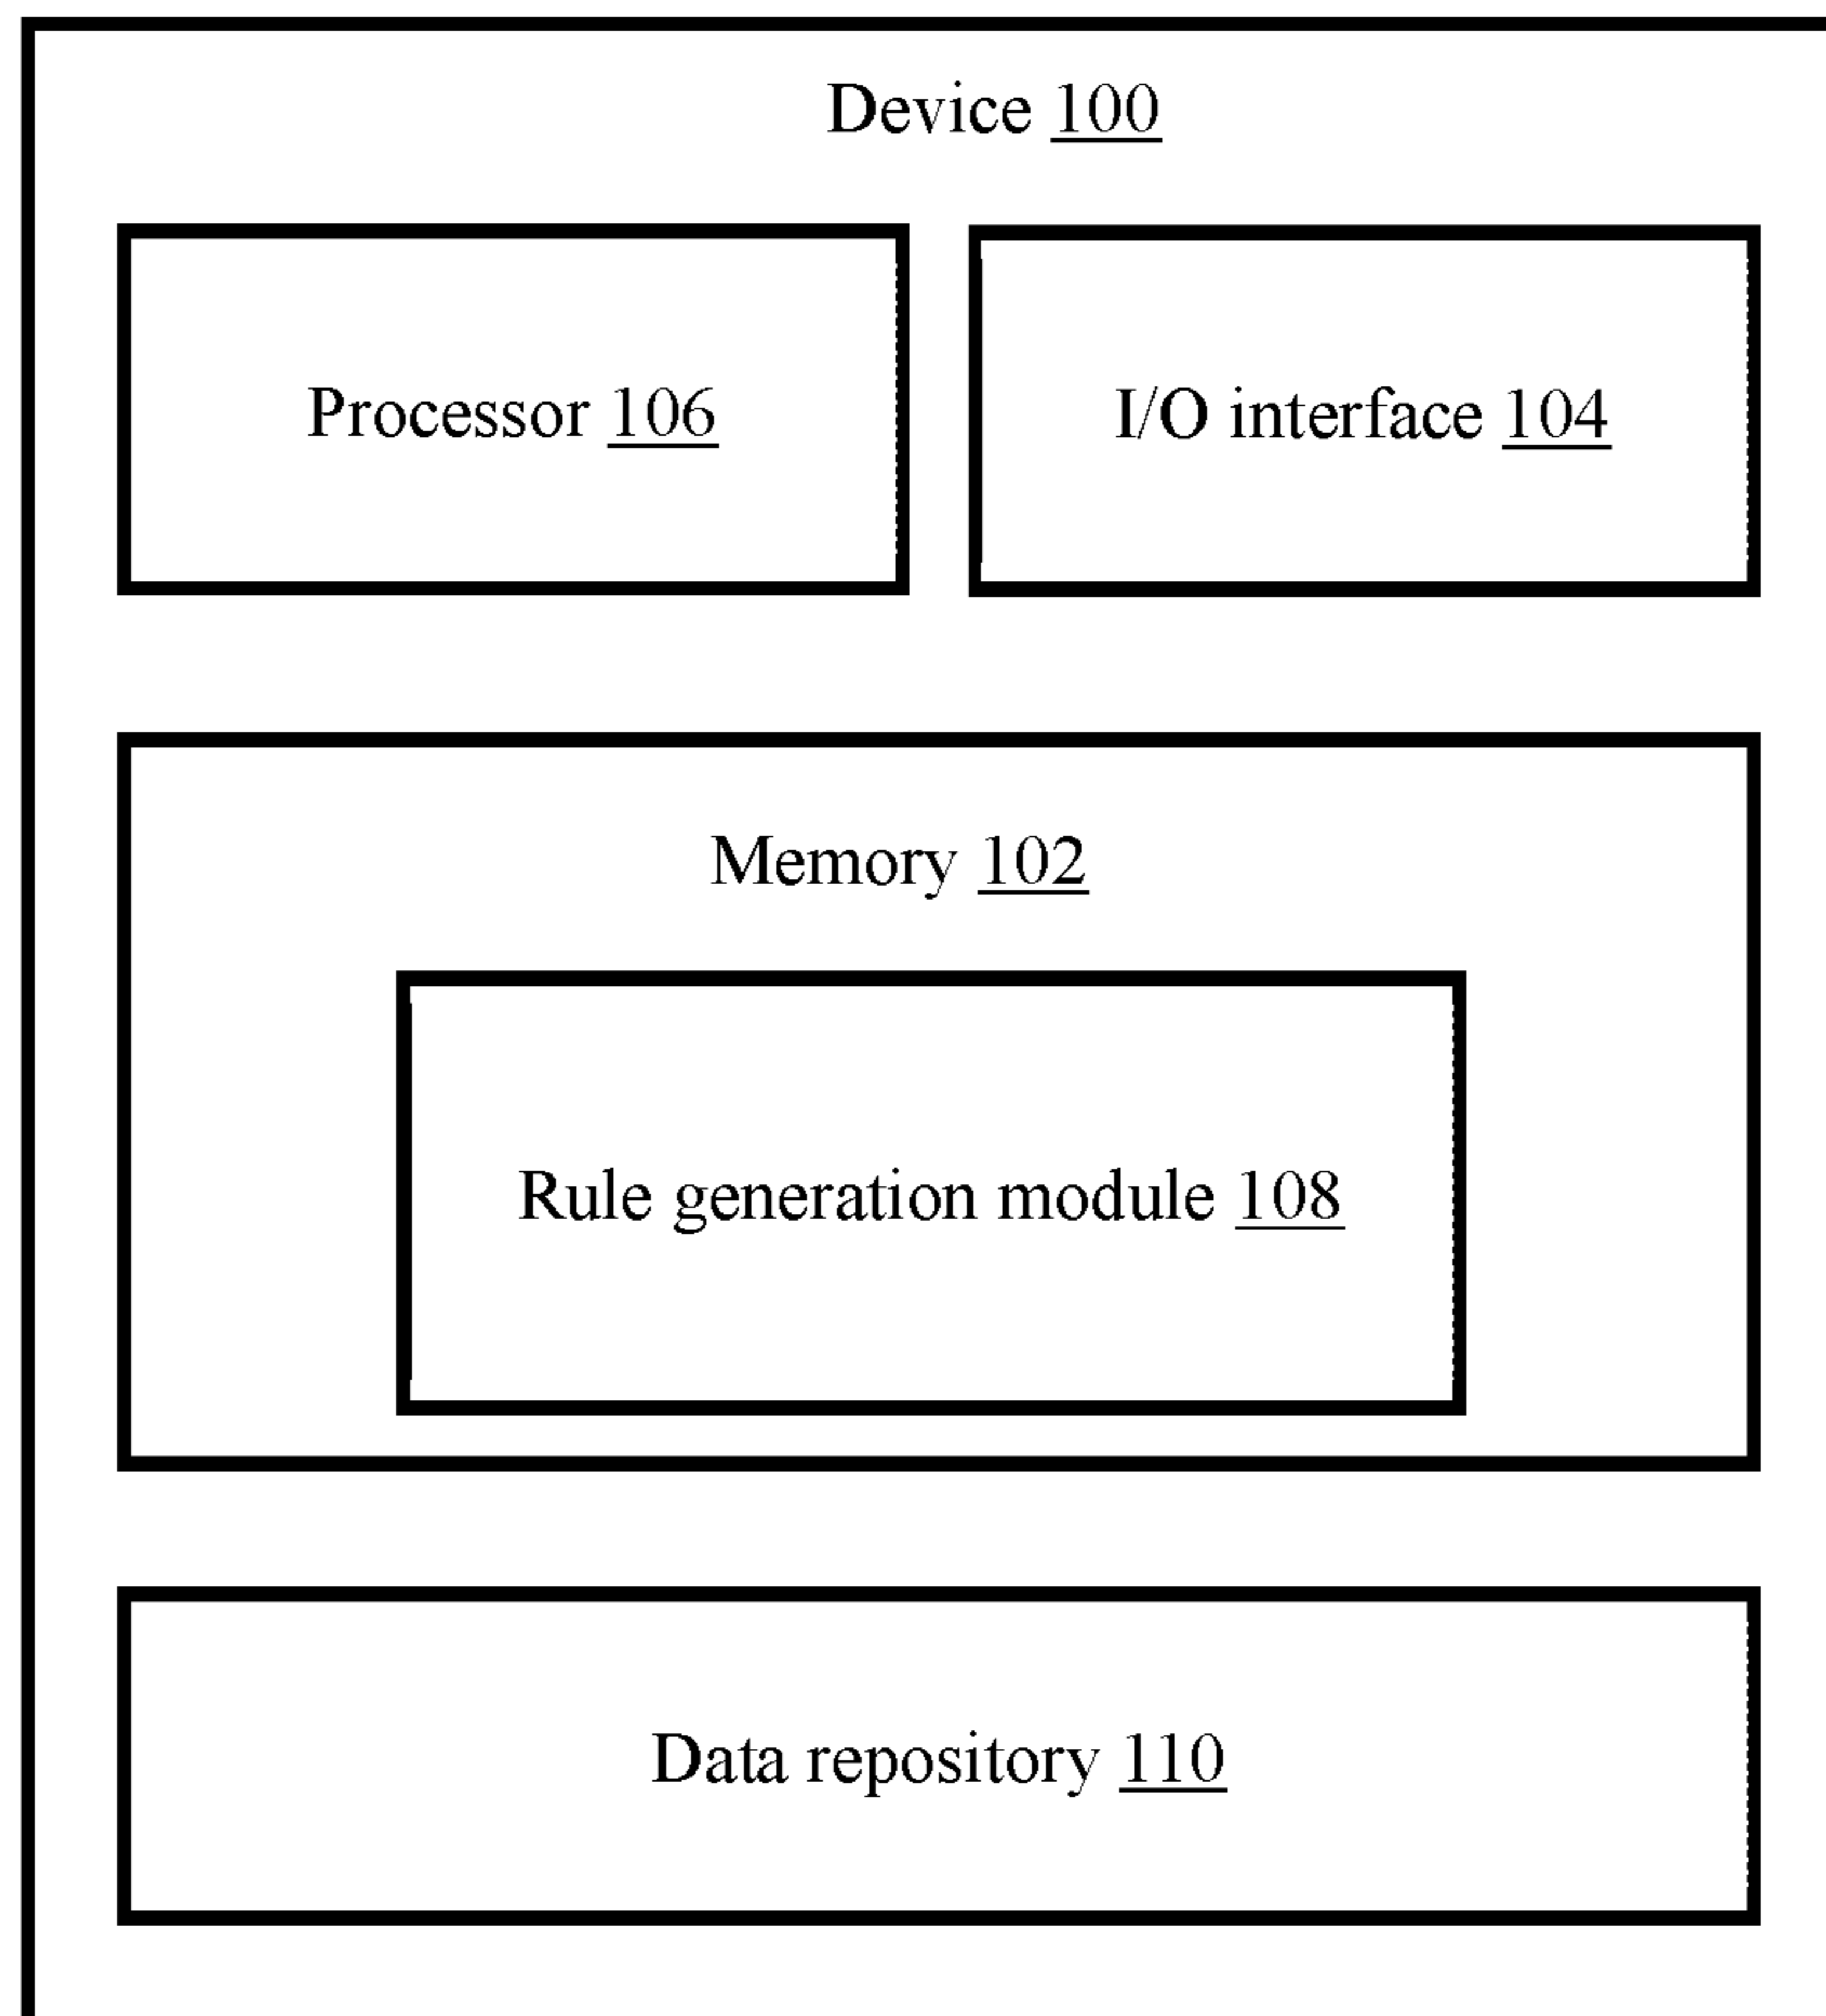 Device 100
Processor 106
I/O interface 104
Memory 102
Rule generation module 108
Data repository 110